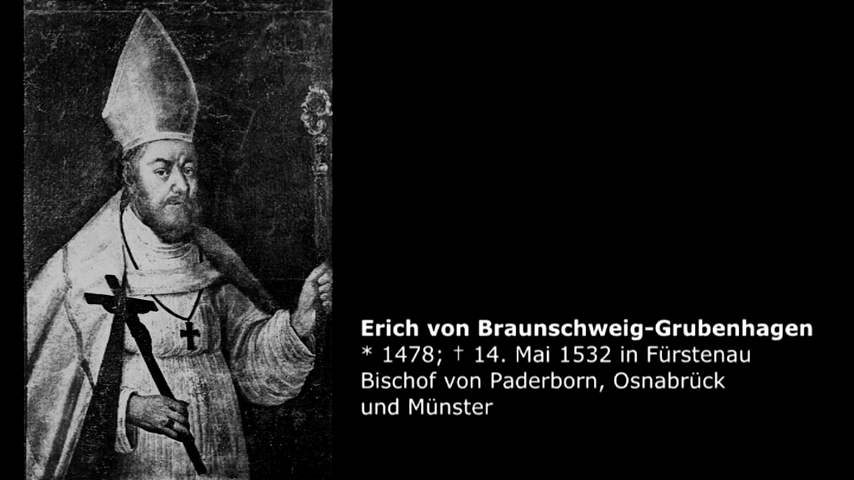 Erich von Braunschweig-Grubenhagen
* 1478; † 14. Mai 1532 in Fürstenau
Bischof von Paderborn, Osnabrück
und Münster